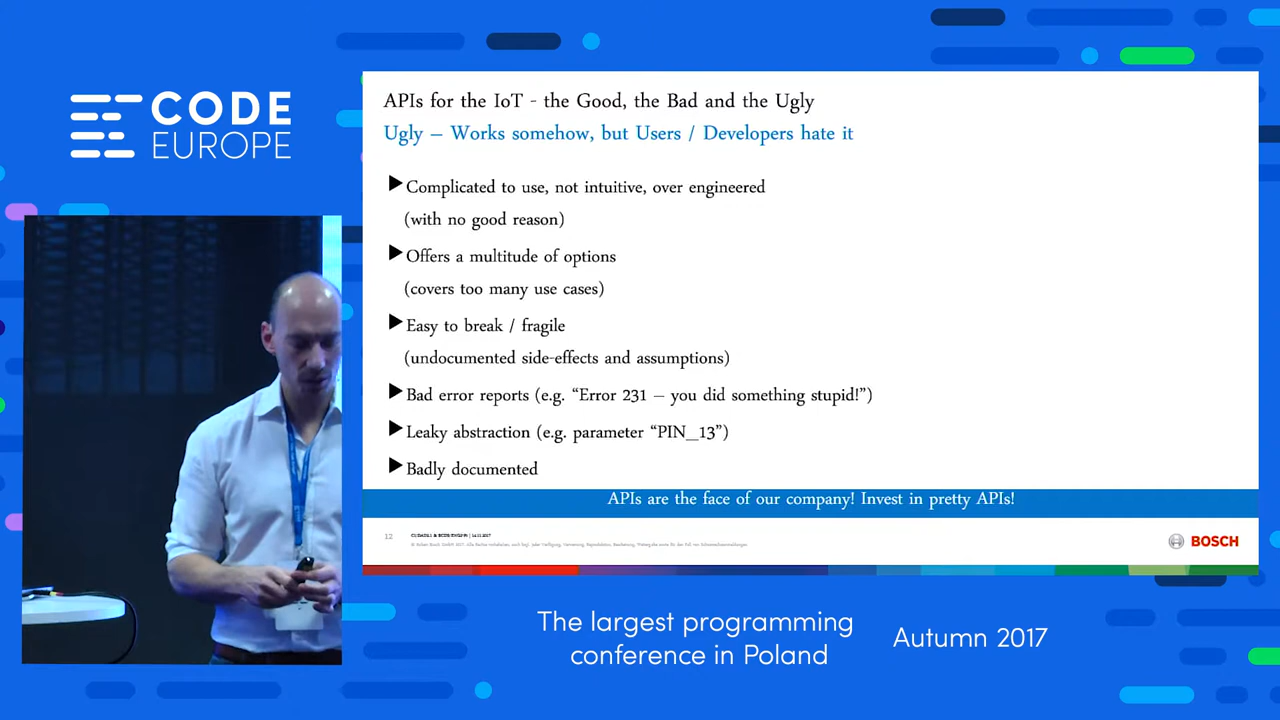 CODE
EUROPE
APIs for the IoT - the Good, the Bad and the Ugly
Ugly – Works somehow, but Users / Developers hate it
Complicated to use, not intuitive, over engineered
(with no good reason)
Offers a multitude of options
(covers too many use cases)
Easy to break / fragile
(undocumented side-effects and assumptions)
Bad error reports (e.g. “Error 231 – you did something stupid!”)
Leaky abstraction (e.g. parameter “PIN_13”)
Badly documented
APIs are the face of our company! Invest in pretty APIs!
12
BOSCH
The largest programming
conference in Poland
Autumn 2017